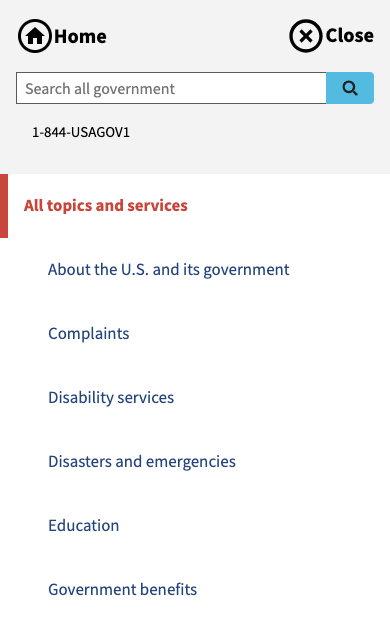 Home
Close
Search all government
1-844-USAGOV1
All topics and services
About the U.S. and its government
Complaints
Disability services
Disasters and emergencies
Education
Government benefits